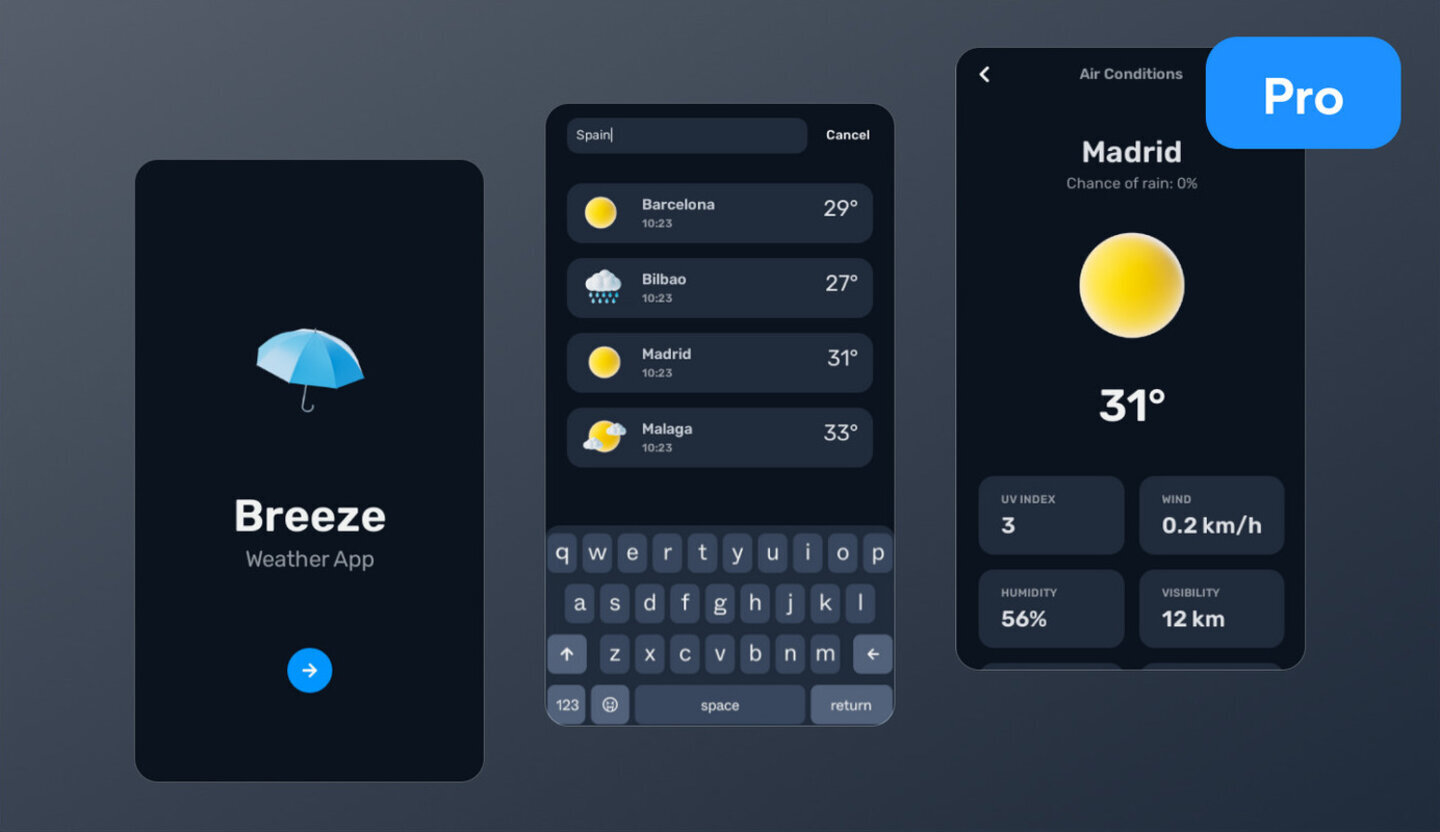 Breeze
Weather App
Spain
Cancel
Barcelona
10:23
29°
Bilbao
10:23
27°
Madrid
10:23
31°
Malaga
10:23
33°
q w e r t y u i o p
a s d f g h j k l
z x c v b n m
123 space return
Air Conditions
Pro
Madrid
Chance of rain: 0%
31°
UV INDEX
3
WIND
0.2 km/h
HUMIDITY
56%
VISIBILITY
12 km